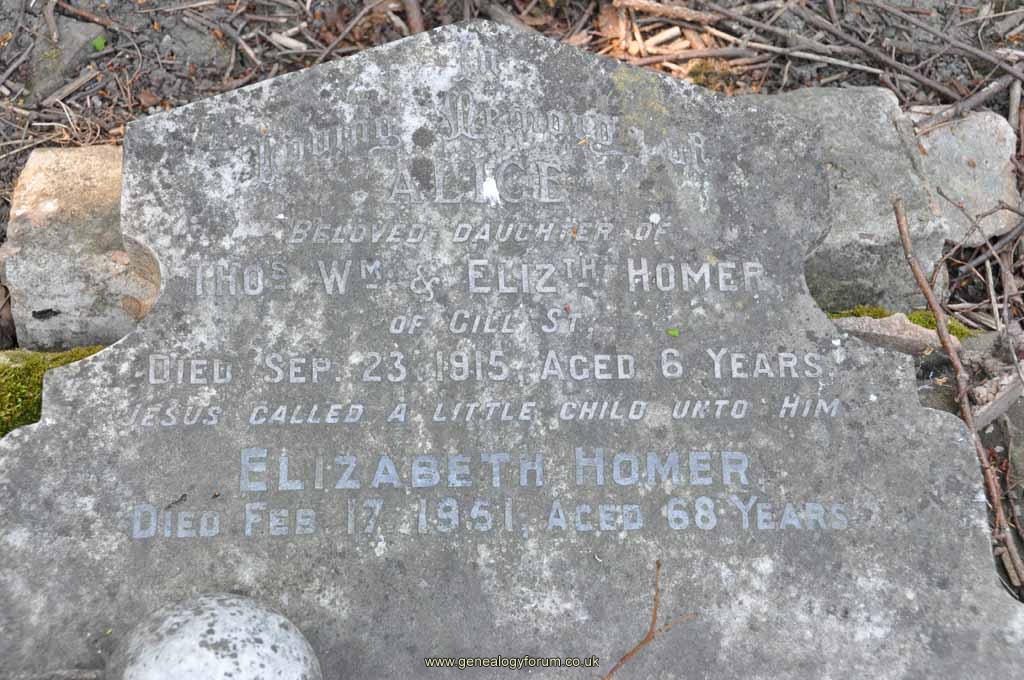 In
Loving Memory of
ALICE
BELOVED DAUGHTER OF
THOS WM & ELIZTH HOMER,
OF GILL ST,
DIED SEP. 23. 1915, AGED 6 YEARS.
JESUS CALLED A LITTLE CHILD UNTO HIM
ELIZABETH HOMER,
DIED FEB. 17. 1951, AGED 68 YEARS.
www.genealogyforum.co.uk